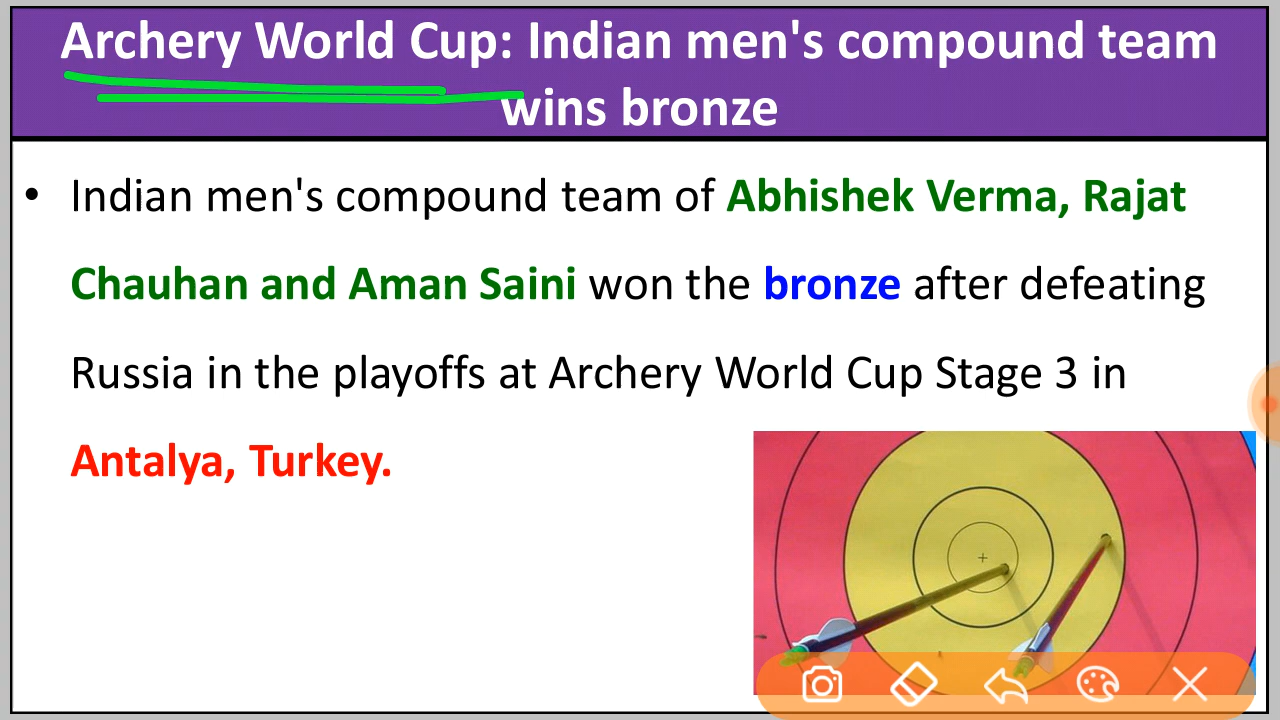 Archery World Cup: Indian men's compound team
wins bronze
• Indian men's compound team of Abhishek Verma, Rajat
Chauhan and Aman Saini won the bronze after defeating
Russia in the playoffs at Archery World Cup Stage 3 in
Antalya, Turkey.